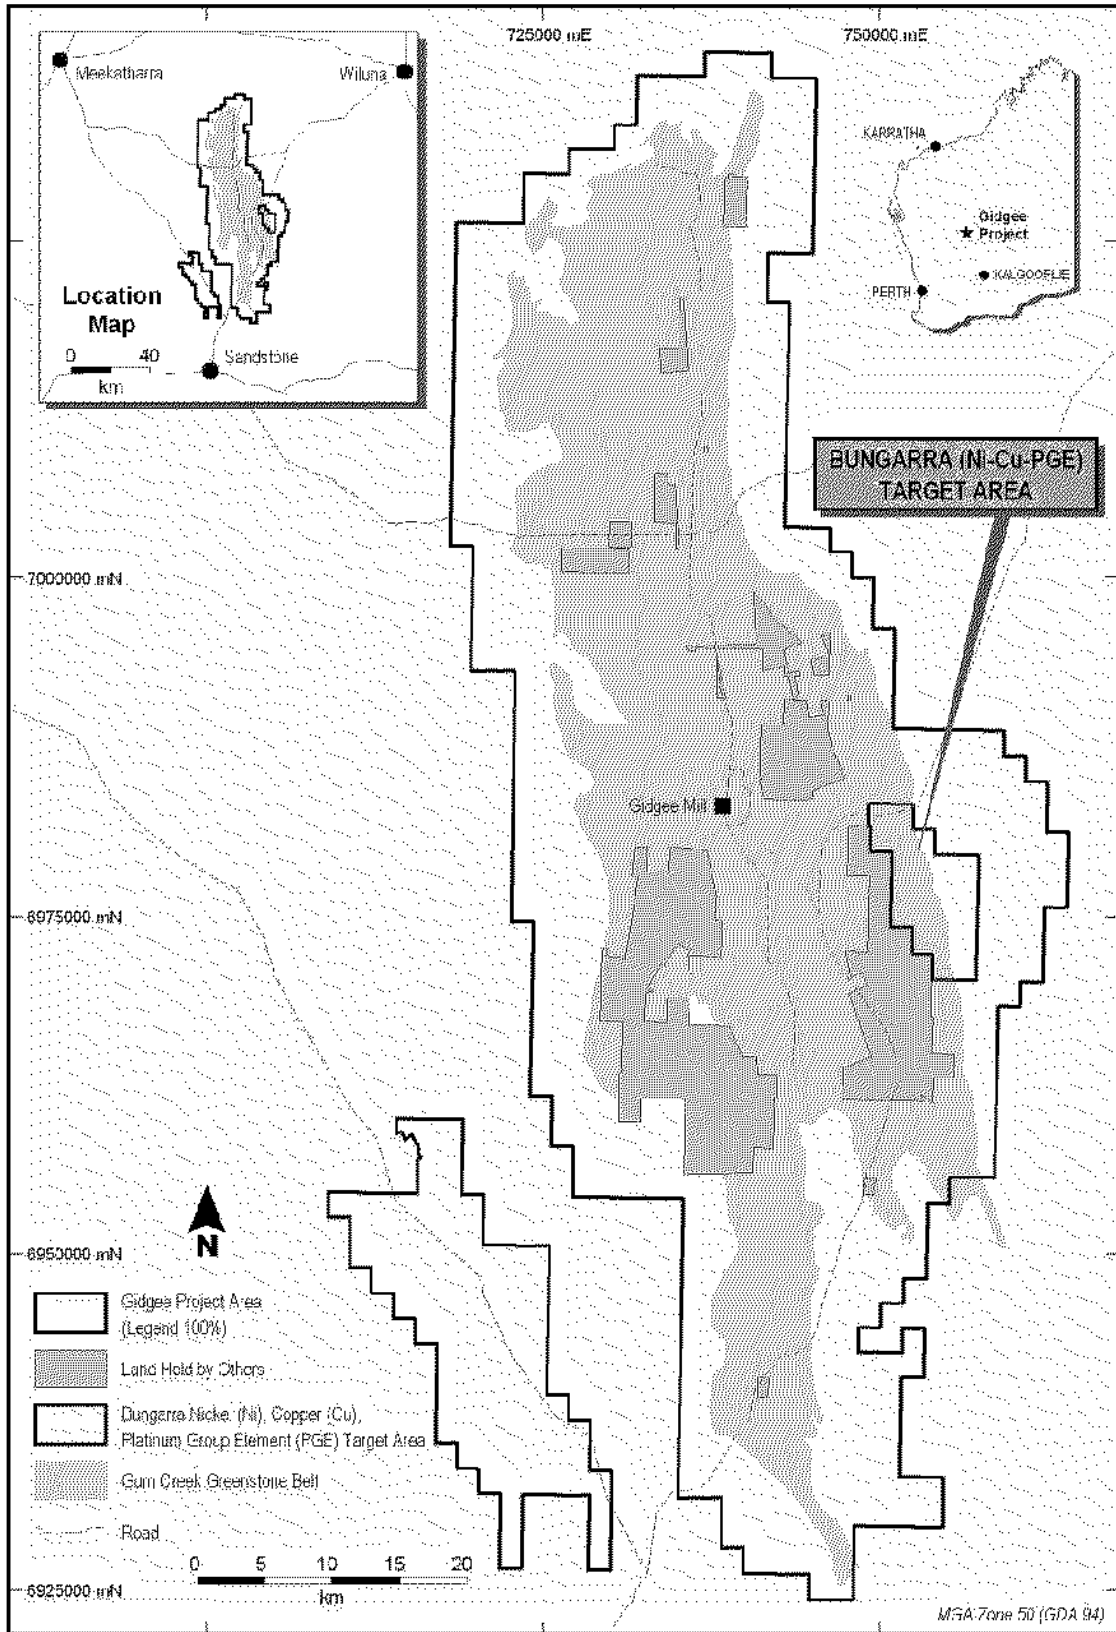 725000 mE
750000 mE
Meekatharra
Wiluna
Location
Map
0 40
km
Sandstone
KARRATHA
Gidgee
Project
KALGOORLIE
PERTH
BUNGARRA (Ni-Cu-PGE)
TARGET AREA
7000000 mN
Gidgee Mill
6975000 mN
N
6950000 mN
Gidgee Project Area
(Legend 100%)
Land Held by Others
Bungarra Nickel (Ni), Copper (Cu),
Platinum Group Element (PGE) Target Area
Gum Creek Greenstone Belt
Road
0 5 10 15 20
km
6925000 mN
MGA Zone 50 (GDA 94)